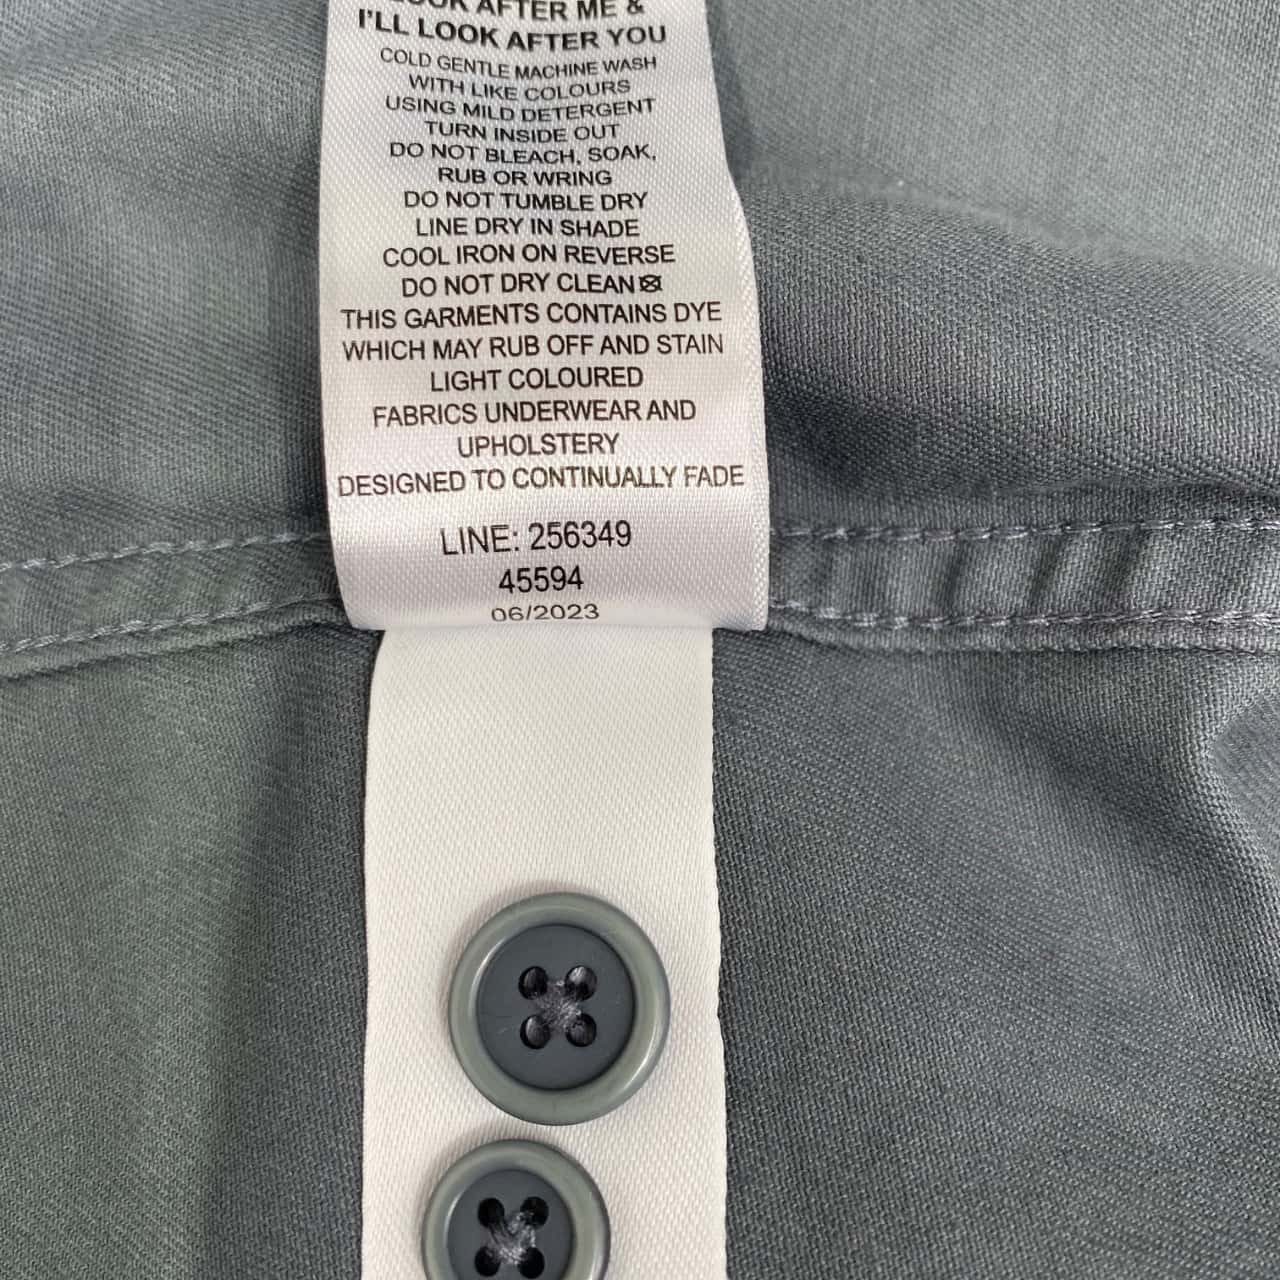 LOOK AFTER ME &
I'LL LOOK AFTER YOU
COLD GENTLE MACHINE WASH
WITH LIKE COLOURS
USING MILD DETERGENT
TURN INSIDE OUT
DO NOT BLEACH, SOAK,
RUB OR WRING
DO NOT TUMBLE DRY
LINE DRY IN SHADE
COOL IRON ON REVERSE
DO NOT DRY CLEAN
THIS GARMENTS CONTAINS DYE
WHICH MAY RUB OFF AND STAIN
LIGHT COLOURED
FABRICS UNDERWEAR AND
UPHOLSTERY
DESIGNED TO CONTINUALLY FADE
LINE: 256349
45594
06/2023